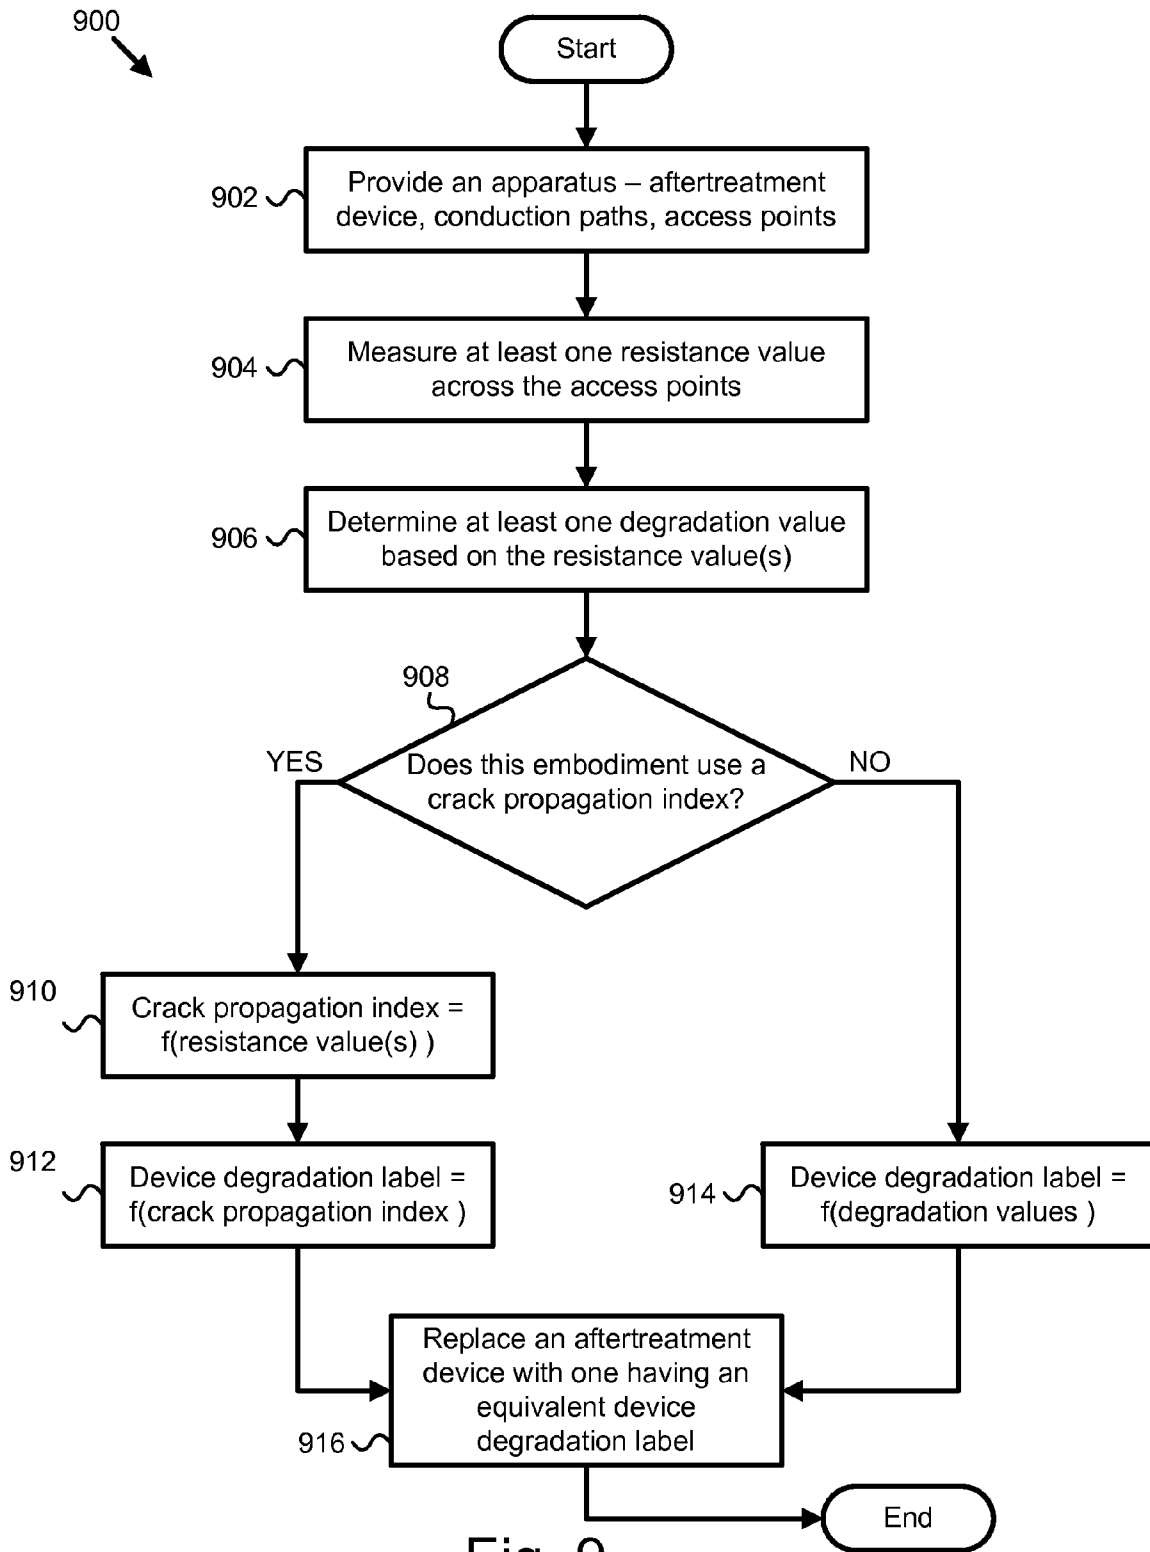 900
Start
902
Provide an apparatus – aftertreatment
device, conduction paths, access points
904
Measure at least one resistance value
across the access points
906
Determine at least one degradation value
based on the resistance value(s)
908
Does this embodiment use a
crack propagation index?
YES
NO
910
Crack propagation index =
f(resistance value(s) )
912
Device degradation label =
f(crack propagation index )
914
Device degradation label =
f(degradation values )
Replace an aftertreatment
device with one having an
equivalent device
degradation label
916
End
Fig. 9